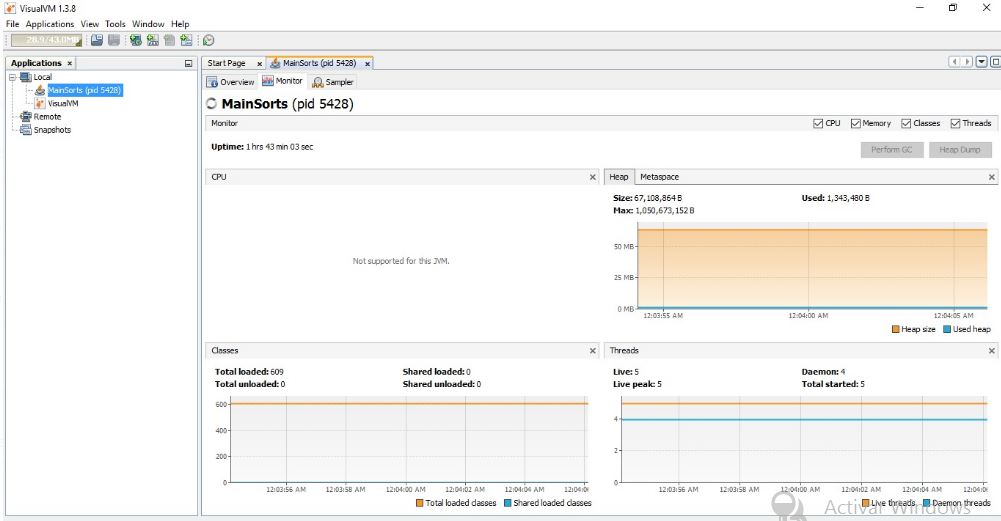 VisualVM 1.3.8
File Applications View Tools Window Help
28.9/43.0MB
Applications ×
Start Page × MainSorts (pid 5428) ×
Local
MainSorts (pid 5428)
VisualVM
Remote
Snapshots
Overview Monitor Sampler
MainSorts (pid 5428)
Monitor CPU Memory Classes Threads
Uptime: 1 hrs 43 min 03 sec
Perform GC Heap Dump
CPU
Not supported for this JVM.
Heap Metaspace
Size: 67,108,864 B Used: 1,343,480 B
Max: 1,050,673,152 B
50 MB
25 MB
0 MB
12:03:55 AM 12:04:00 AM 12:04:05 AM
Heap size Used heap
Classes
Total loaded: 609 Shared loaded: 0
Total unloaded: 0 Shared unloaded: 0
600
400
200
0
12:03:56 AM 12:03:58 AM 12:04:00 AM 12:04:02 AM 12:04:04 AM 12:04:0
Total loaded classes Shared loaded classes
Threads
Live: 5 Daemon: 4
Live peak: 5 Total started: 5
4
2
0
12:03:56 AM 12:03:58 AM 12:04:00 AM 12:04:02 AM 12:04:04 AM 12:04:0
Live threads Daemon threads
Activar Windows